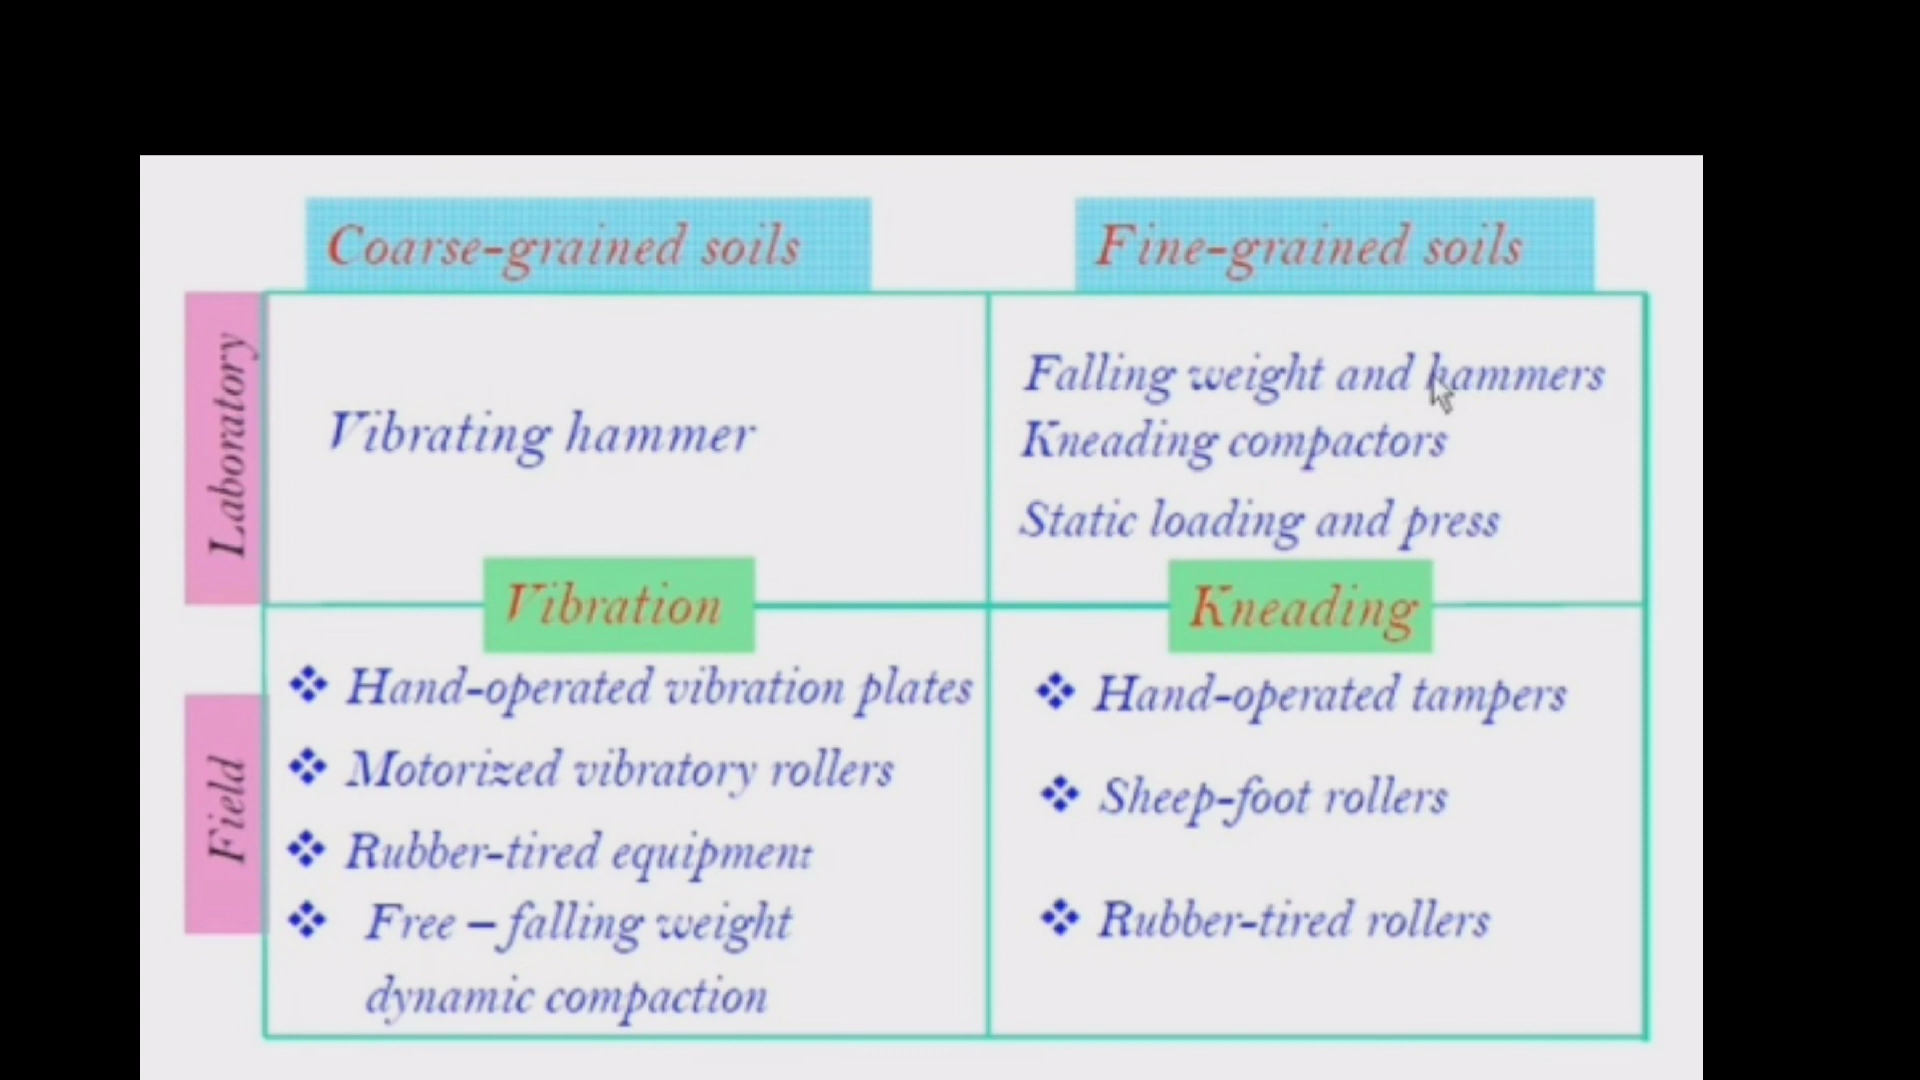 Coarse-grained soils
Fine-grained soils
Laboratory
Vibrating hammer
Falling weight and hammers
Kneading compactors
Static loading and press
Vibration
Kneading
Field
❖ Hand-operated vibration plates
❖ Motorized vibratory rollers
❖ Rubber-tired equipment
❖ Free – falling weight
dynamic compaction
❖ Hand-operated tampers
❖ Sheep-foot rollers
❖ Rubber-tired rollers